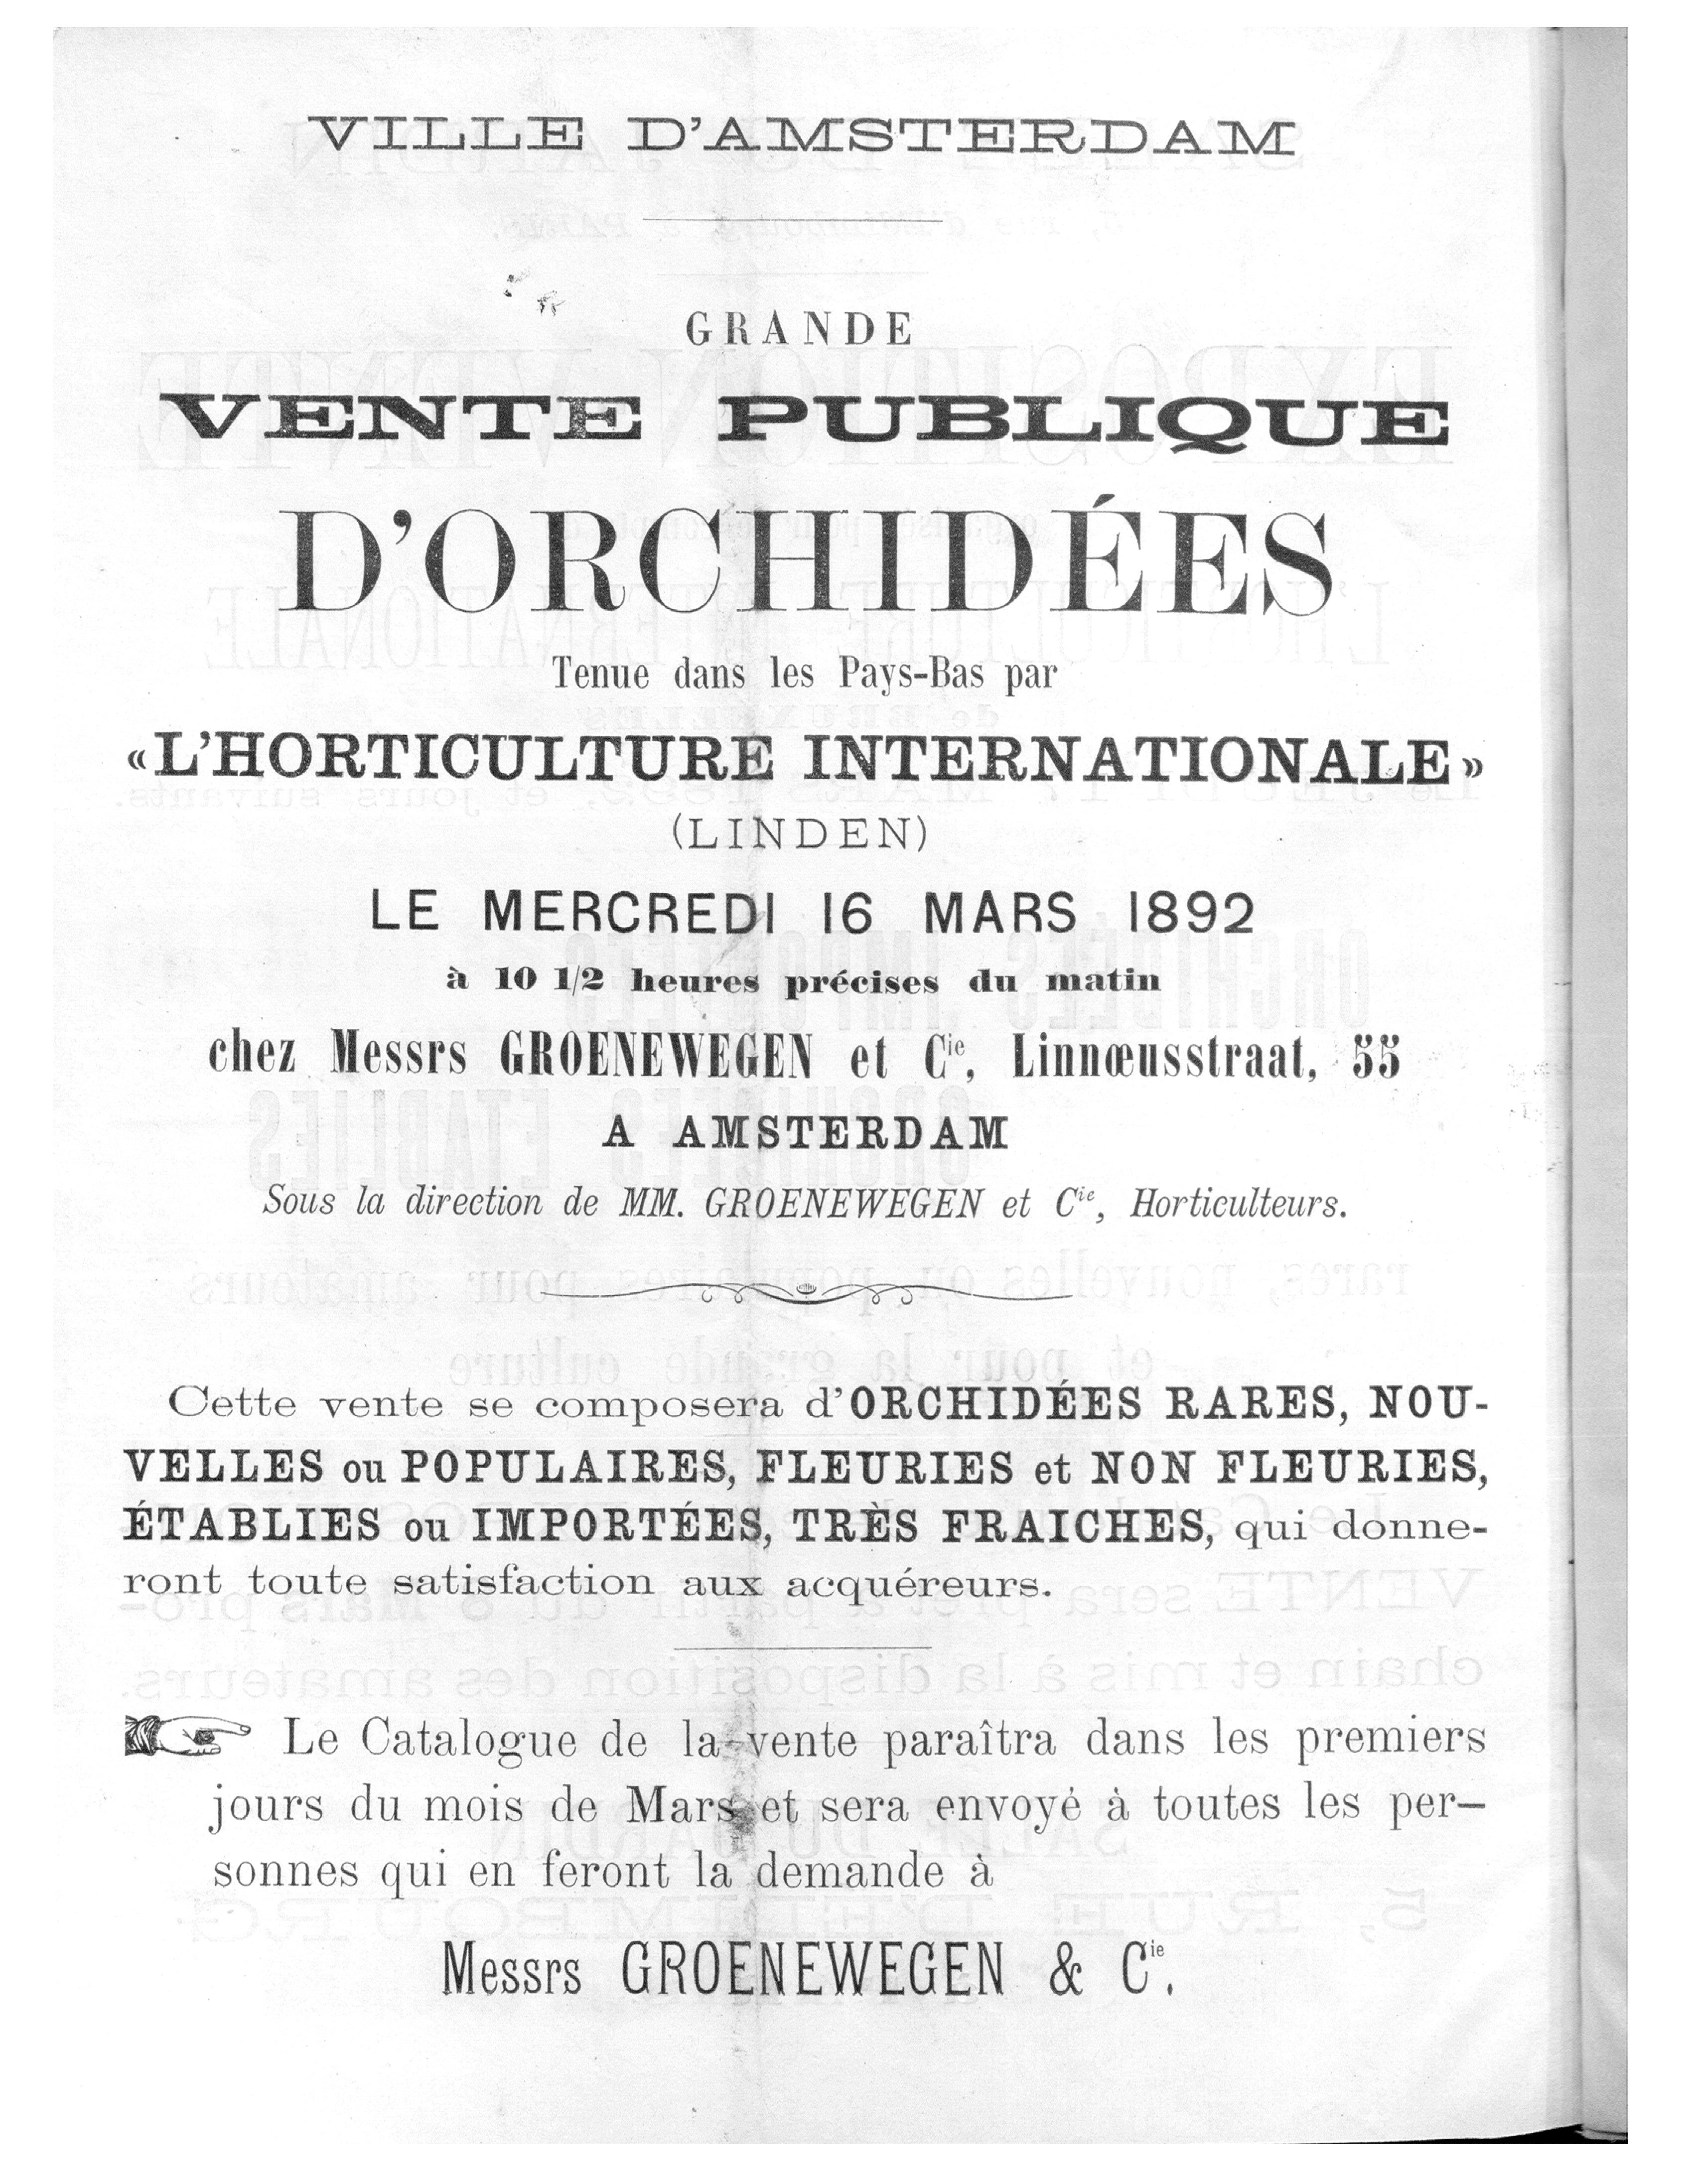 VILLE D'AMSTERDAM
GRANDE
VENTE PUBLIQUE
D'ORCHIDÉES
Tenue dans les Pays-Bas par
«L'HORTICULTURE INTERNATIONALE»
(LINDEN)
LE MERCREDI 16 MARS 1892
à 10 1/2 heures précises du matin
chez Messrs GROENEWEGEN et Cie, Linnœusstraat, 55
A AMSTERDAM
Sous la direction de MM. GROENEWEGEN et Cie, Horticulteurs.
Cette vente se composera d'ORCHIDÉES RARES, NOU-
VELLES ou POPULAIRES, FLEURIES et NON FLEURIES,
ÉTABLIES ou IMPORTÉES, TRÈS FRAICHES, qui donne-
ront toute satisfaction aux acquéreurs.
Le Catalogue de la vente paraîtra dans les premiers
jours du mois de Mars et sera envoyé à toutes les per-
sonnes qui en feront la demande à
Messrs GROENEWEGEN & Cie.